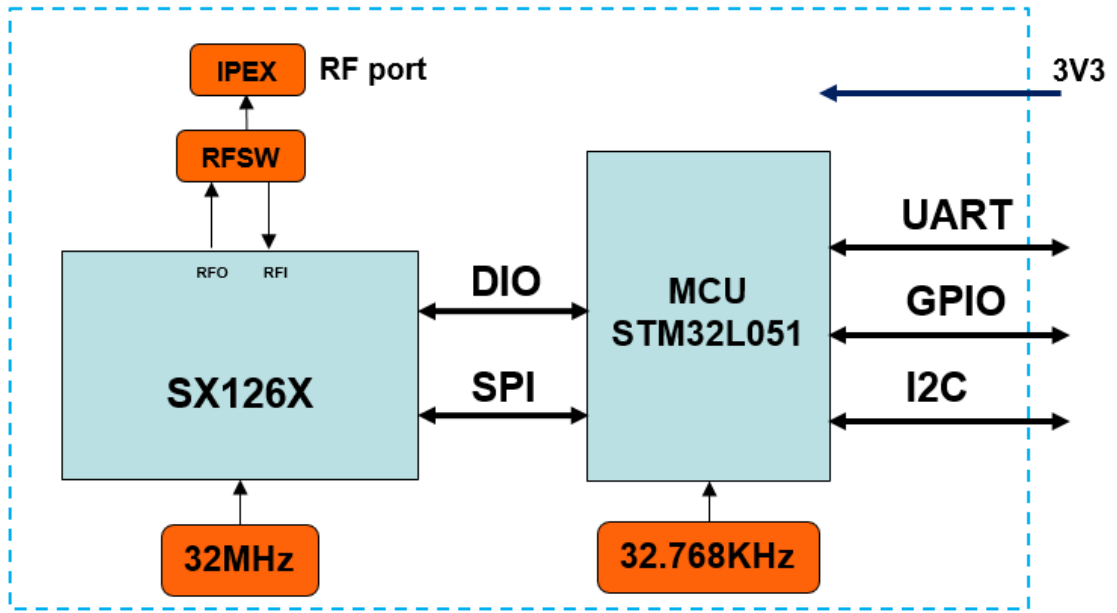 IPEX
RF port
3V3
RFSW
UART
RFO
RFI
DIO
MCU
STM32L051
GPIO
SX126X
SPI
I2C
32MHz
32.768KHz